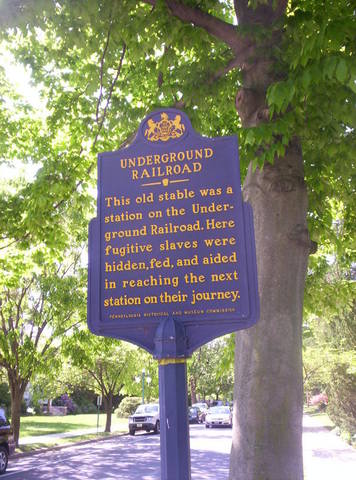 UNDERGROUND
RAILROAD
This old stable was a
station on the Under-
ground Railroad. Here
fugitive slaves were
hidden, fed, and aided
in reaching the next
station on their journey.
PENNSYLVANIA HISTORICAL AND MUSEUM COMMISSION